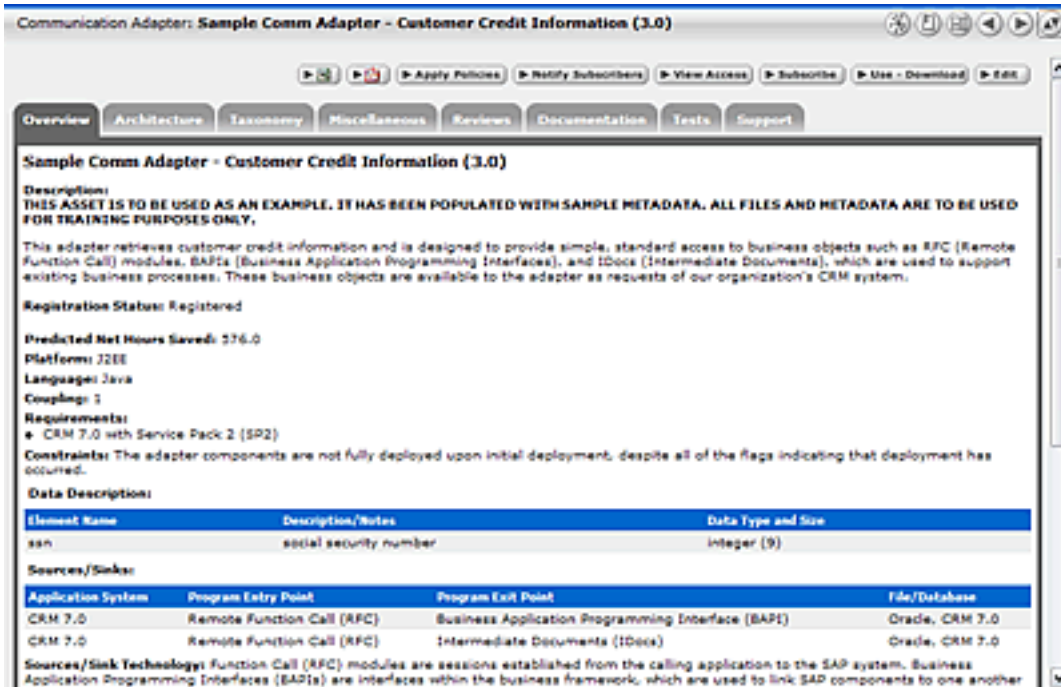 Communication Adapter: Sample Comm Adapter - Customer Credit Information (3.0)
Apply Policies Notify Subscribers View Access Subscribe Use - Download Edit
Overview Architecture Taxonomy Miscellaneous Reviews Documentation Tests Support
Sample Comm Adapter - Customer Credit Information (3.0)
Description:
THIS ASSET IS TO BE USED AS AN EXAMPLE. IT HAS BEEN POPULATED WITH SAMPLE METADATA. ALL FILES AND METADATA ARE TO BE USED
FOR TRAINING PURPOSES ONLY.
This adapter retrieves customer credit information and is designed to provide simple, standard access to business objects such as RFC (Remote
Function Call) modules, BAPIs (Business Application Programming Interfaces), and IDocs (Intermediate Documents), which are used to support
existing business processes. These business objects are available to the adapter as requests of our organization's CRM system.
Registration Status: Registered
Predicted Net Hours Saved: 376.0
Platform: J2EE
Language: Java
Coupling: 1
Requirements:
♦ CRM 7.0 with Service Pack 2 (SP2)
Constraints: The adapter components are not fully deployed upon initial deployment, despite all of the flags indicating that deployment has
occurred.
Data Description:
Element Name Description/Notes Data Type and Size
ssn social security number integer (9)
Sources/Sinks:
Application System Program Entry Point Program Exit Point File/Database
CRM 7.0 Remote Function Call (RFC) Business Application Programming Interface (BAPI) Oracle, CRM 7.0
CRM 7.0 Remote Function Call (RFC) Intermediate Documents (IDocs) Oracle, CRM 7.0
Sources/Sink Technology: Function Call (RFC) modules are sessions established from the calling application to the SAP system. Business
Application Programming Interfaces (BAPIs) are interfaces within the business framework, which are used to link SAP components to one another